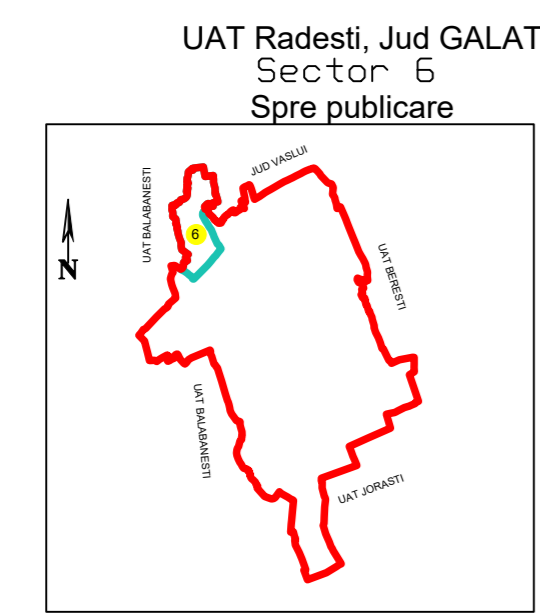 UAT Radesti, Jud GALAT
Sector 6
Spre publicare
JUD VASLUI
UAT BALABANESTI
6
UAT BERESTI
N
UAT BALABANESTI
UAT JORASTI